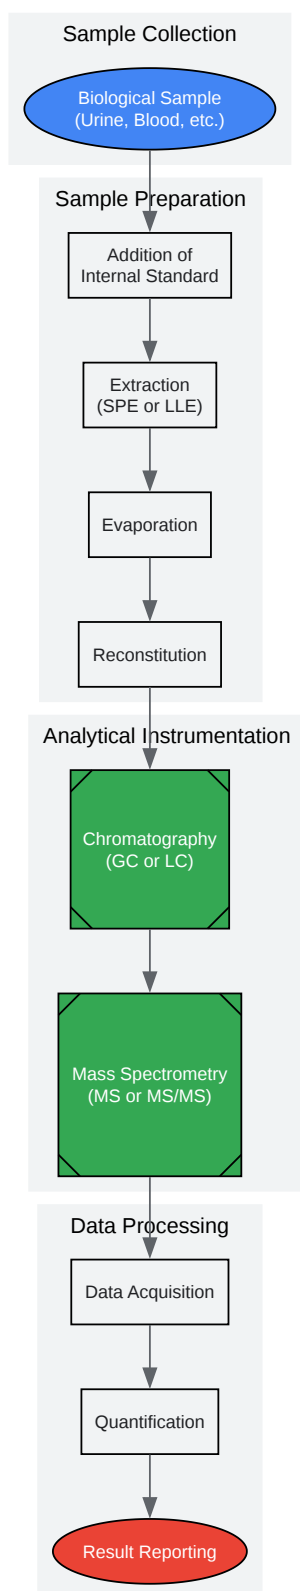 Sample Collection
Biological Sample
(Urine, Blood, etc.)
Sample Preparation
Addition of
Internal Standard
Extraction
(SPE or LLE)
Evaporation
Reconstitution
Analytical Instrumentation
Chromatography
(GC or LC)
Mass Spectrometry
(MS or MS/MS)
Data Processing
Data Acquisition
Quantification
Result Reporting